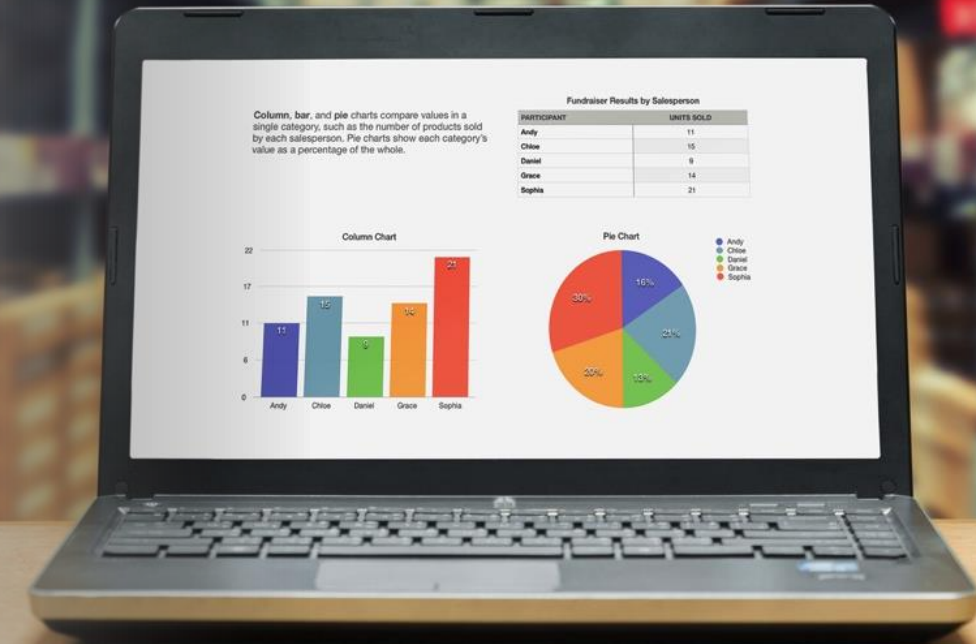 Column, bar, and pie charts compare values in a
single category, such as the number of products sold
by each salesperson. Pie charts show each category's
value as a percentage of the whole.
Fundraiser Results by Salesperson
PARTICIPANT UNITS SOLD
Andy 11
Chloe 15
Daniel 9
Grace 14
Sophia 21
Column Chart
22
17
11
6
0
11
15
9
14
21
Andy Chloe Daniel Grace Sophia
Pie Chart
16%
21%
13%
20%
30%
Andy
Chloe
Daniel
Grace
Sophia
hp